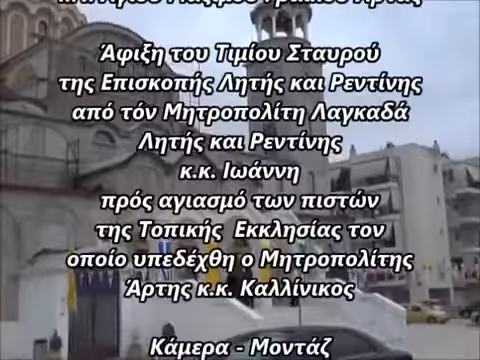 Άφιξη του Τιμίου Σταυρού
της Επισκοπής Λητής και Ρεντίνης
από τόν Μητροπολίτη Λαγκαδά
Λητής και Ρεντίνης
κ.κ. Ιωάννη
πρός αγιασμό των πιστών
της Τοπικής Εκκλησίας τον
οποίο υπεδέχθη ο Μητροπολίτης
Άρτης κ.κ. Καλλίνικος
Κάμερα - Μοντάζ